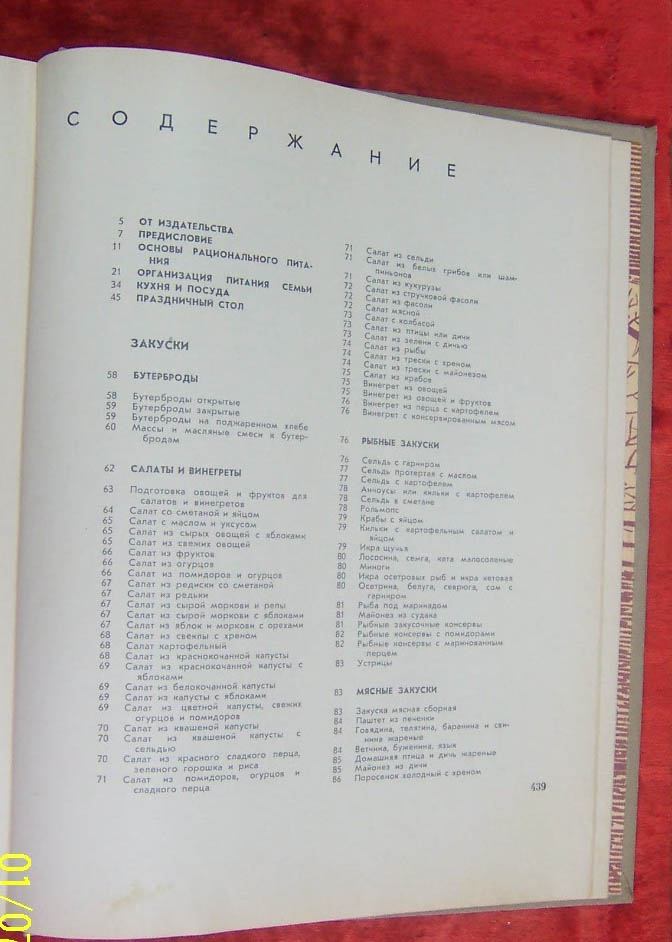 СОДЕРЖАНИЕ
5 ОТ ИЗДАТЕЛЬСТВА
7 ПРЕДИСЛОВИЕ
11 ОСНОВЫ РАЦИОНАЛЬНОГО ПИТА-
НИЯ
21 ОРГАНИЗАЦИЯ ПИТАНИЯ СЕМЬИ
34 КУХНЯ И ПОСУДА
45 ПРАЗДНИЧНЫЙ СТОЛ
ЗАКУСКИ
58 БУТЕРБРОДЫ
58 Бутерброды открытые
59 Бутерброды закрытые
59 Бутерброды на поджаренном хлебе
60 Массы и масляные смеси к бутер-
бродам
62 САЛАТЫ И ВИНЕГРЕТЫ
63 Подготовка овощей и фруктов для
салатов и винегретов
64 Салат со сметаной и яйцом
65 Салат с маслом и уксусом
65 Салат из сырых овощей с яблоками
65 Салат из свежих овощей
66 Салат из фруктов
66 Салат из огурцов
66 Салат из помидоров и огурцов
67 Салат из редиски со сметаной
67 Салат из редьки
67 Салат из сырой моркови и репы
67 Салат из сырой моркови с яблоками
67 Салат из яблок и моркови с орехами
68 Салат из свеклы с хреном
68 Салат картофельный
68 Салат из краснокочанной капусты
69 Салат из краснокочанной капусты с
яблоками
69 Салат из белокочанной капусты
69 Салат из капусты с яблоками
69 Салат из цветной капусты, свежих
огурцов и помидоров
70 Салат из квашеной капусты
70 Салат из квашеной капусты с
сельдью
70 Салат из красного сладкого перца,
зеленого горошка и риса
71 Салат из помидоров, огурцов и
сладкого перца
71 Салат из сельди
71 Салат из белых грибов или шам-
пиньонов
71 Салат из кукурузы
72 Салат из стручковой фасоли
72 Салат из фасоли
72 Салат мясной
73 Салат с колбасой
73 Салат из птицы или дичи
73 Салат из зелени с дичью
74 Салат из рыбы
74 Салат из трески с хреном
74 Салат из трески с майонезом
75 Салат из крабов
75 Винегрет из овощей
75 Винегрет из овощей и фруктов
76 Винегрет из перца с картофелем
76 Винегрет с консервированным мясом
76 РЫБНЫЕ ЗАКУСКИ
76 Сельдь с гарниром
77 Сельдь протертая с маслом
77 Сельдь с картофелем
78 Анчоусы или кильки с картофелем
78 Сельдь в сметане
78 Рольмопс
79 Крабы с яйцом
79 Кильки с картофельным салатом и
яйцом
79 Икра щучья
80 Лососина, семга, кета малосоленые
80 Миноги
80 Икра осетровых рыб и икра кетовая
80 Осетрина, белуга, севрюга, сом с
гарниром
81 Рыба под маринадом
81 Майонез из судака
81 Рыбные закусочные консервы
82 Рыбные консервы с помидорами
82 Рыбные консервы с маринованным
перцем
83 Устрицы
83 МЯСНЫЕ ЗАКУСКИ
83 Закуска мясная сборная
84 Паштет из печенки
84 Говядина, телятина, баранина и сви-
нина жареные
84 Ветчина, буженина, язык
85 Домашняя птица и дичь жареные
85 Майонез из дичи
86 Поросенок холодный с хреном
439